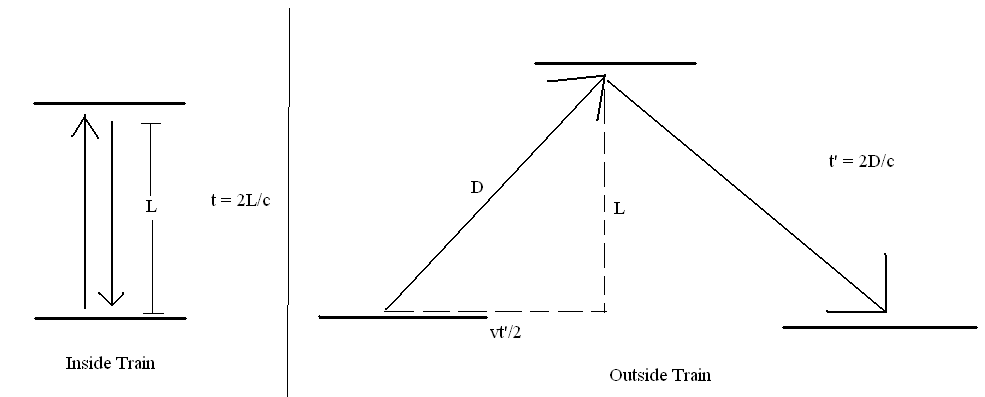 L
t = 2L/c
Inside Train
D
L
vt'/2
t' = 2D/c
Outside Train